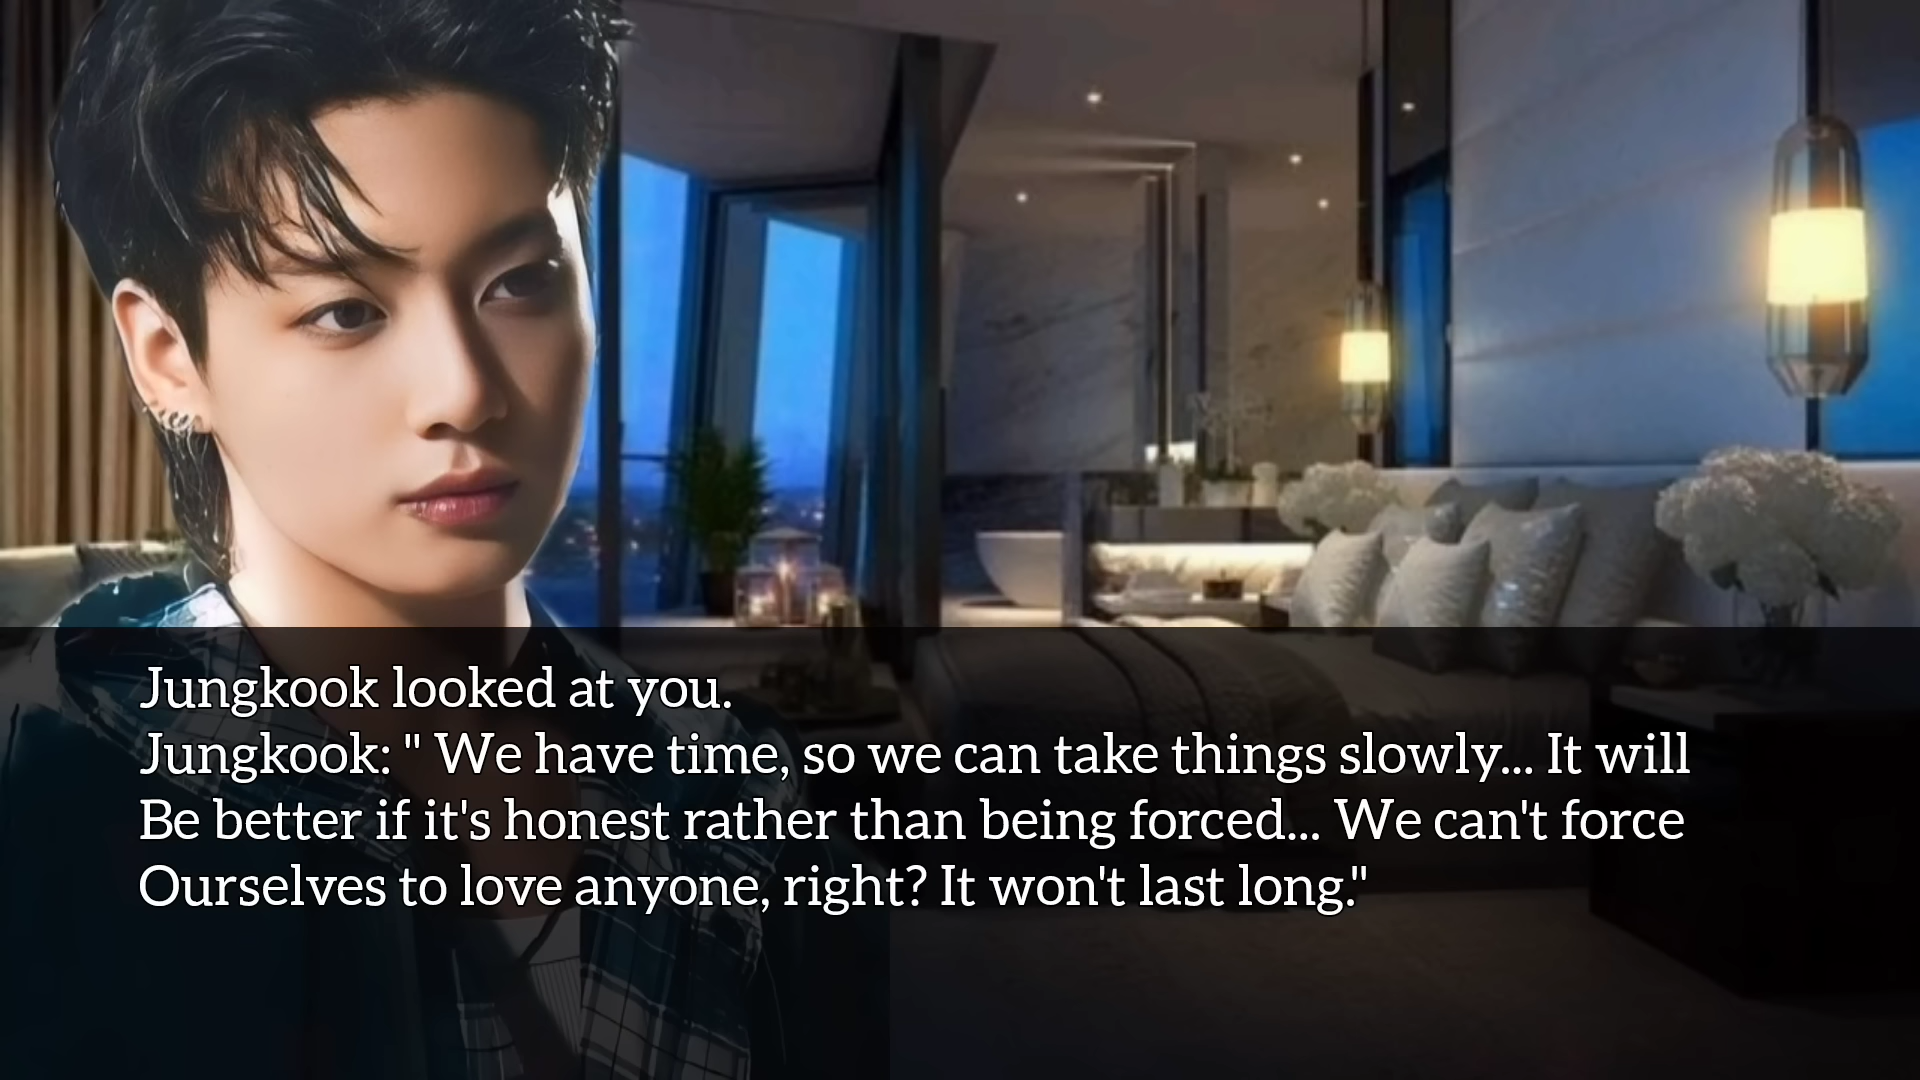 Jungkook looked at you.
Jungkook: " We have time, so we can take things slowly... It will
Be better if it's honest rather than being forced... We can't force
Ourselves to love anyone, right? It won't last long."